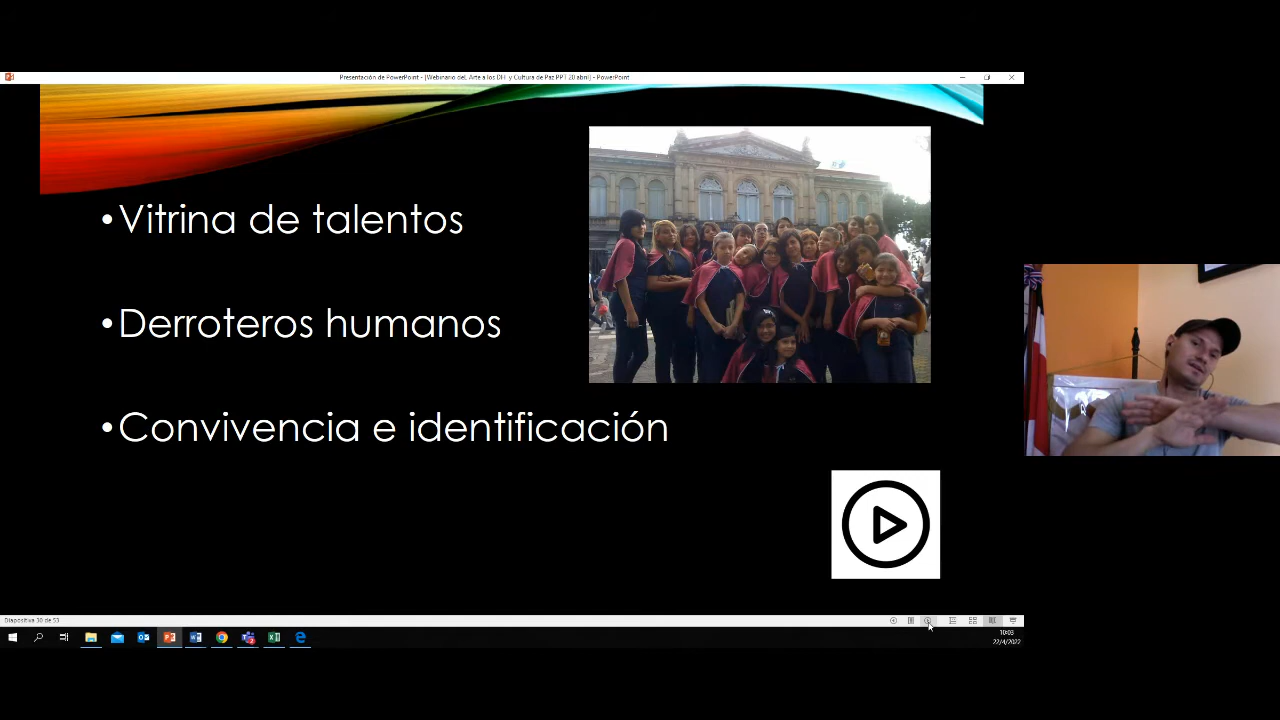 Presentación de PowerPoint - [Webinario del. Arte a los DH y Cultura de Paz PPT 20 abril] - PowerPoint
•Vitrina de talentos
•Derroteros humanos
•Convivencia e identificación
Diapositiva 30 de 53
10:03
22/4/2022